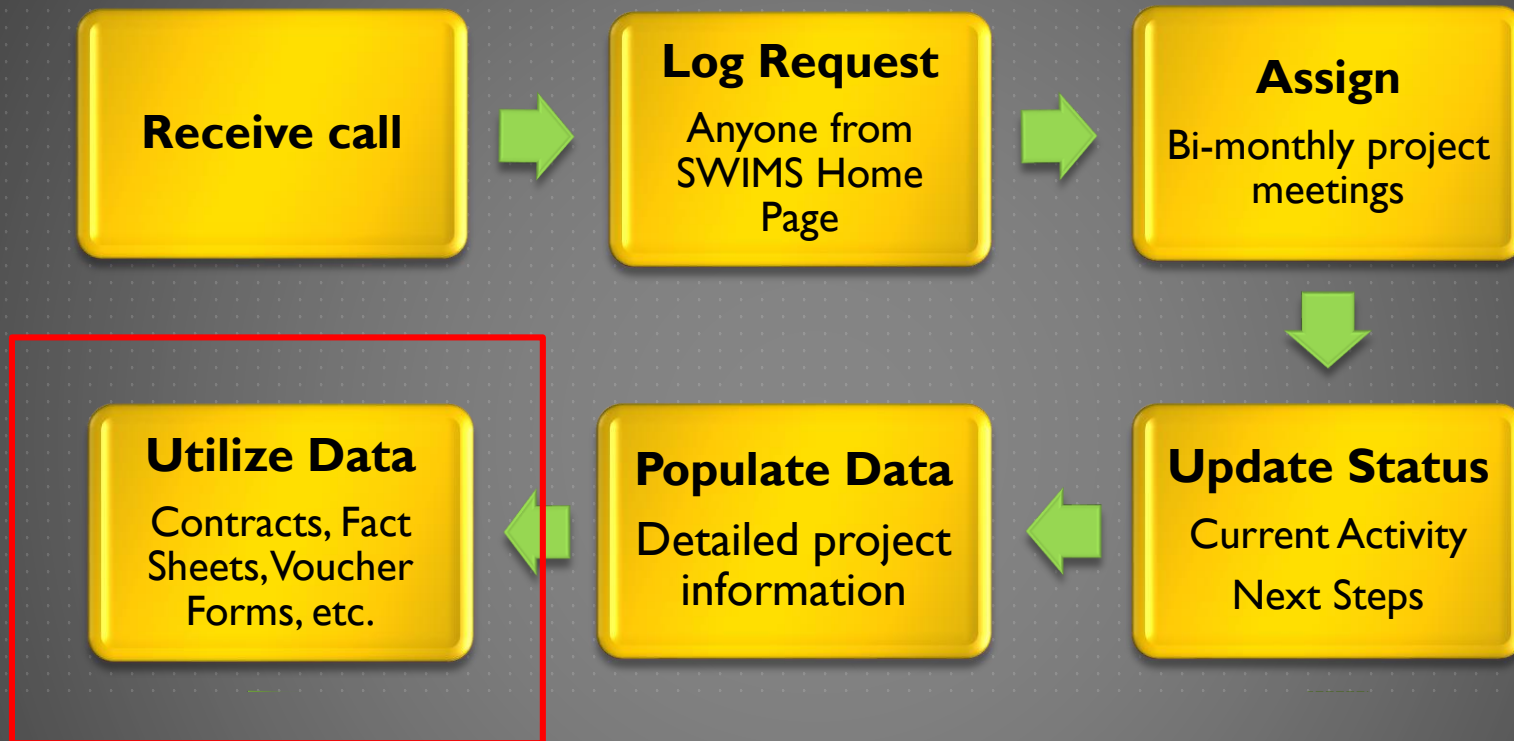 Receive call
Log Request
Anyone from
SWIMS Home
Page
Assign
Bi-monthly project
meetings
Update Status
Current Activity
Next Steps
Populate Data
Detailed project
information
Utilize Data
Contracts, Fact
Sheets, Voucher
Forms, etc.